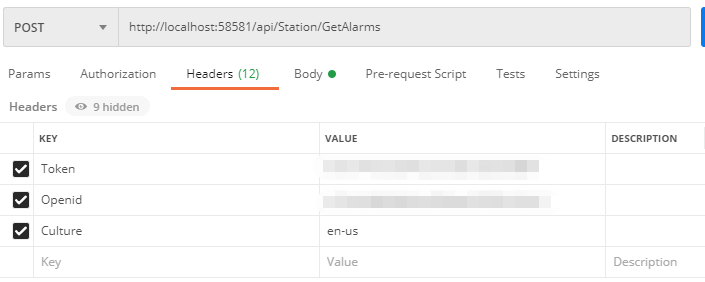 POST http://localhost:58581/api/Station/GetAlarms
Params Authorization Headers (12) Body Pre-request Script Tests Settings
Headers 9 hidden
KEY VALUE DESCRIPTION
Token
Openid
Culture en-us
Key Value Description